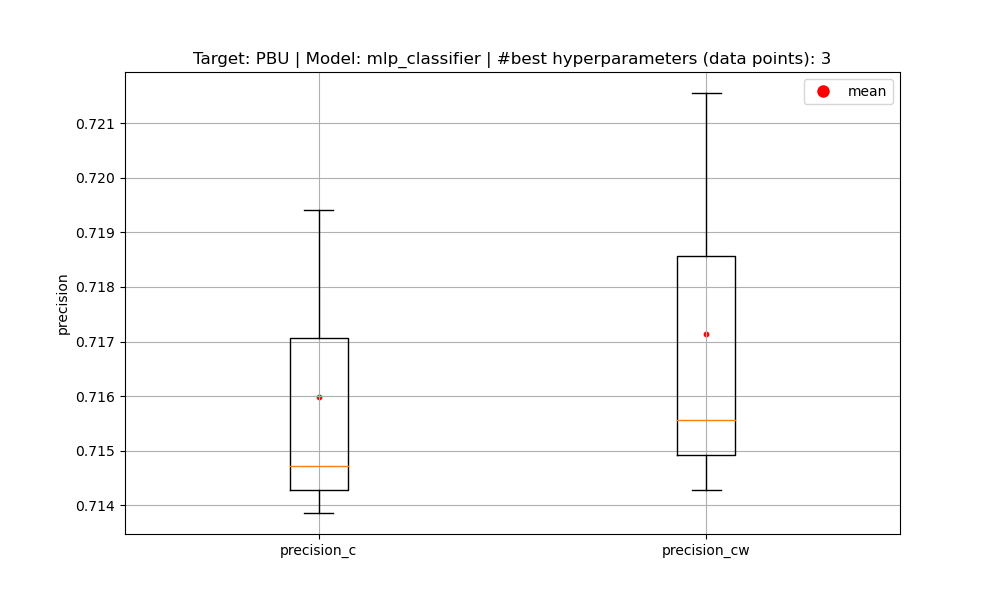 Target: PBU | Model: mlp_classifier | #best hyperparameters (data points): 3
mean
0.721
0.720
0.719
0.718
0.717
0.716
0.715
0.714
precision
precision_c
precision_cw